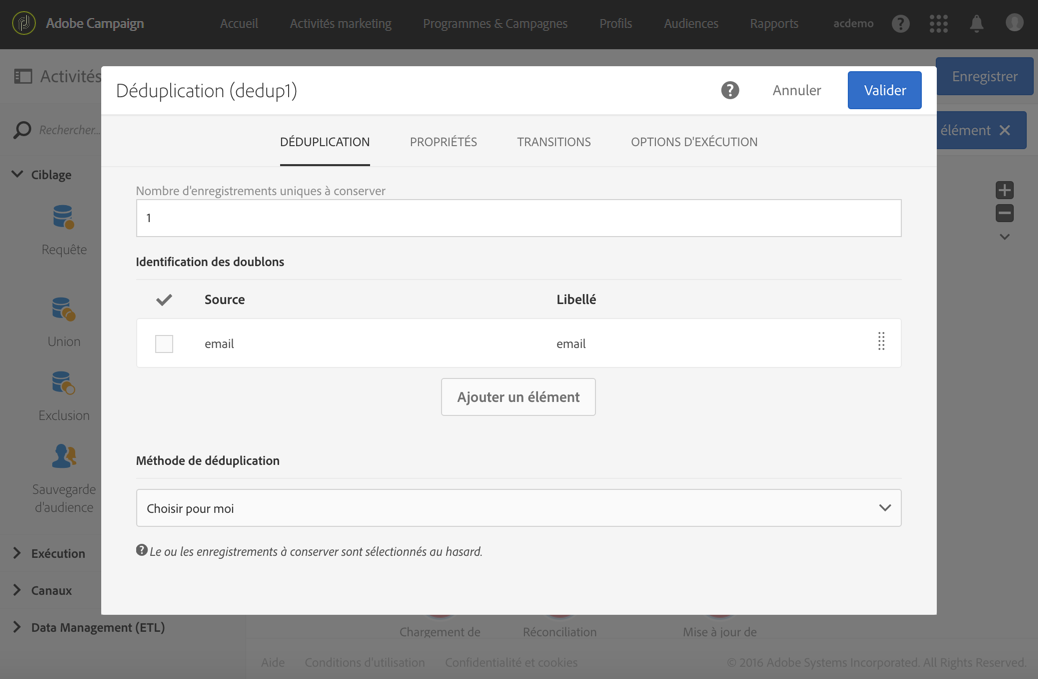 Adobe Campaign
Accueil
Activités marketing
Programmes & Campagnes
Profils
Audiences
Rapports
acdemo
Activités
Enregistrer
Déduplication (dedup1)
Annuler
Valider
Rechercher...
élément
DÉDUPLICATION
PROPRIÉTÉS
TRANSITIONS
OPTIONS D'EXÉCUTION
Ciblage
Requête
Union
Exclusion
Sauvegarde
d'audience
Exécution
Canaux
Data Management (ETL)
Nombre d'enregistrements uniques à conserver
1
Identification des doublons
Source
Libellé
email
email
Ajouter un élément
Méthode de déduplication
Choisir pour moi
Le ou les enregistrements à conserver sont sélectionnés au hasard.
Chargement de
Réconciliation
Mise à jour de
Aide
Conditions d'utilisation
Confidentialité et cookies
© 2016 Adobe Systems Incorporated. All Rights Reserved.